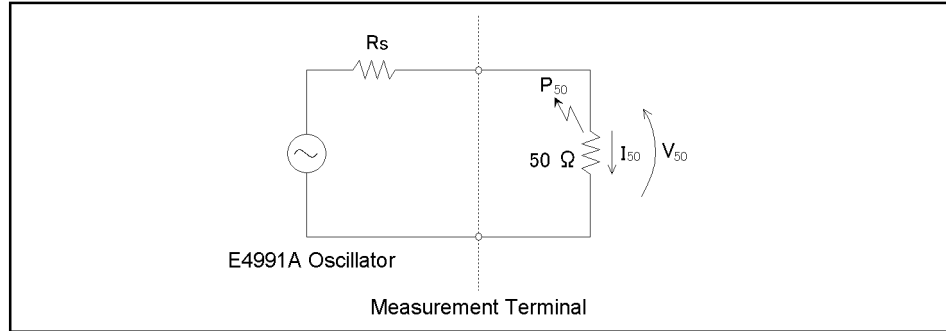 Rs
P50
50 Ω
I50
V50
E4991A Oscillator
Measurement Terminal